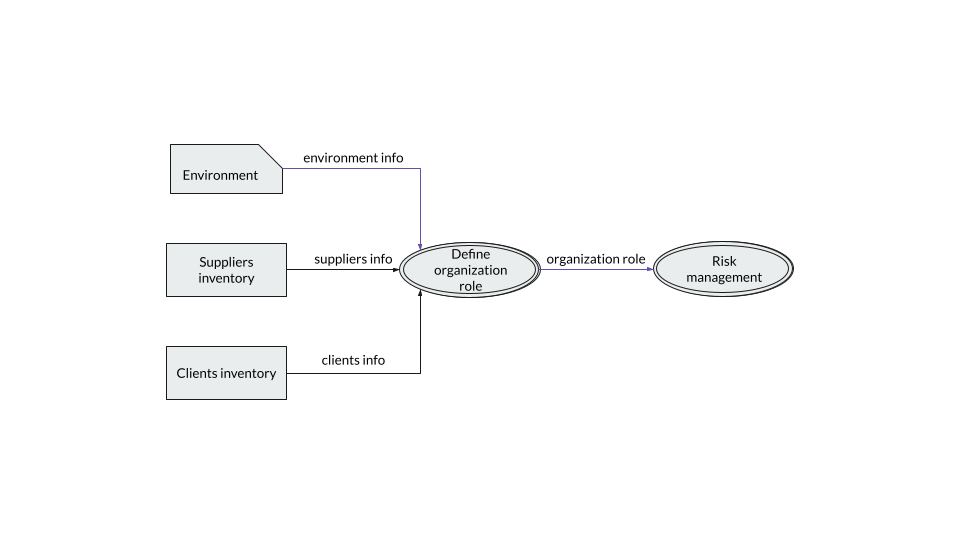 environment info
Environment
suppliers info
Suppliers
inventory
Define
organization
role
organization role
Risk
management
clients info
Clients inventory